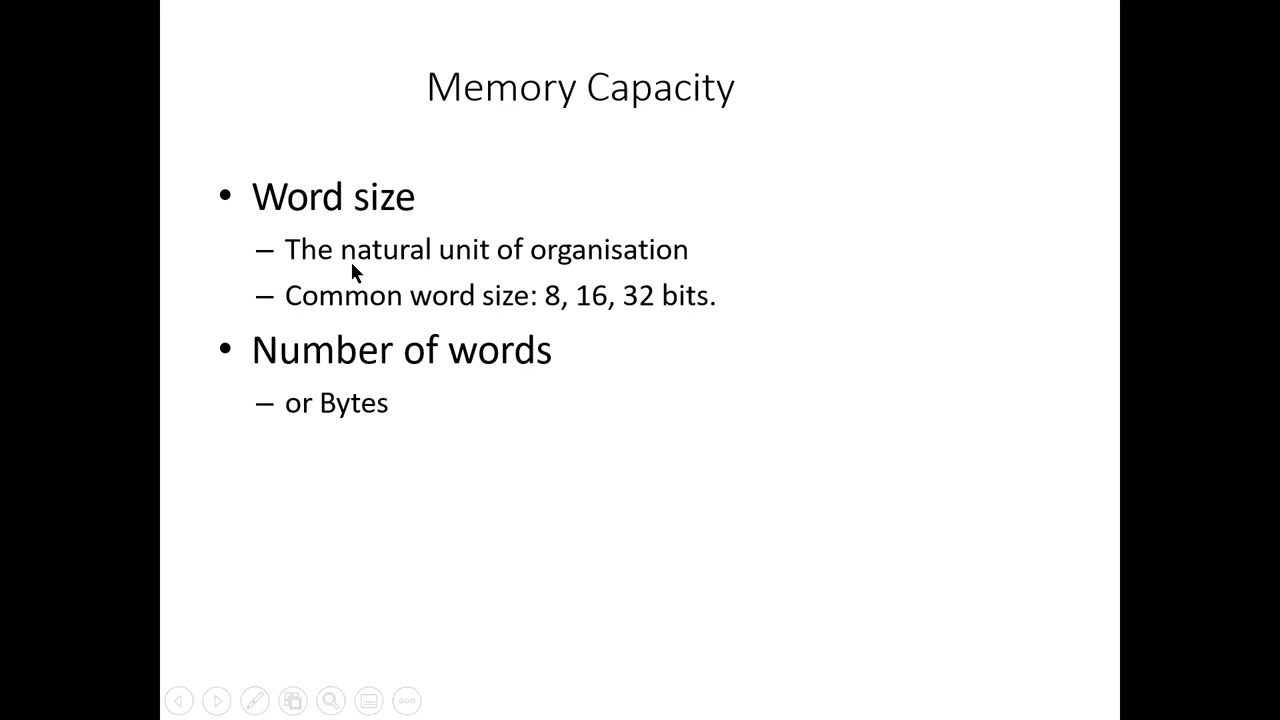 Memory Capacity
• Word size
– The natural unit of organisation
– Common word size: 8, 16, 32 bits.
• Number of words
– or Bytes